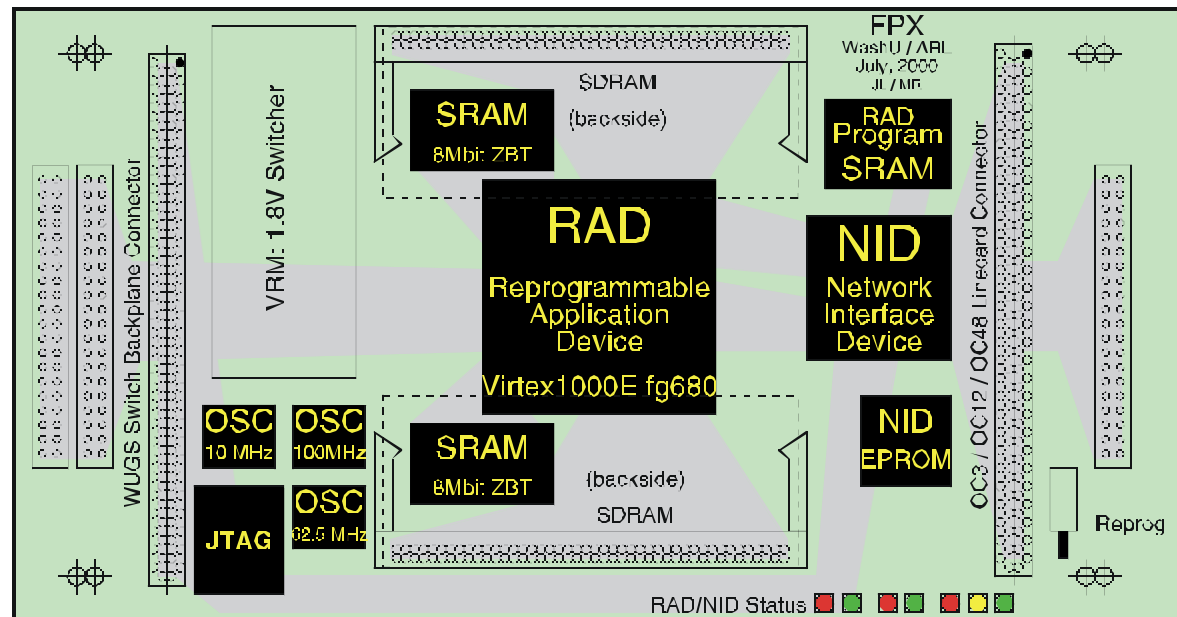 FPX
WashU / ARL
July, 2000
JL / MR
SDRAM
(backside)
SRAM
8Mbit ZBT
RAD
Program
SRAM
VRM: 1.8V Switcher
WUGS Switch Backplane Connector
RAD
Reprogrammable
Application
Device
Virtex1000E fg680
NID
Network
Interface
Device
OC3 / OC12 / OC48 Linecard Connector
OSC
10 MHz
OSC
100MHz
SRAM
8Mbit ZBT
(backside)
SDRAM
NID
EPROM
JTAG
OSC
62.5 MHz
Reprog
RAD/NID Status